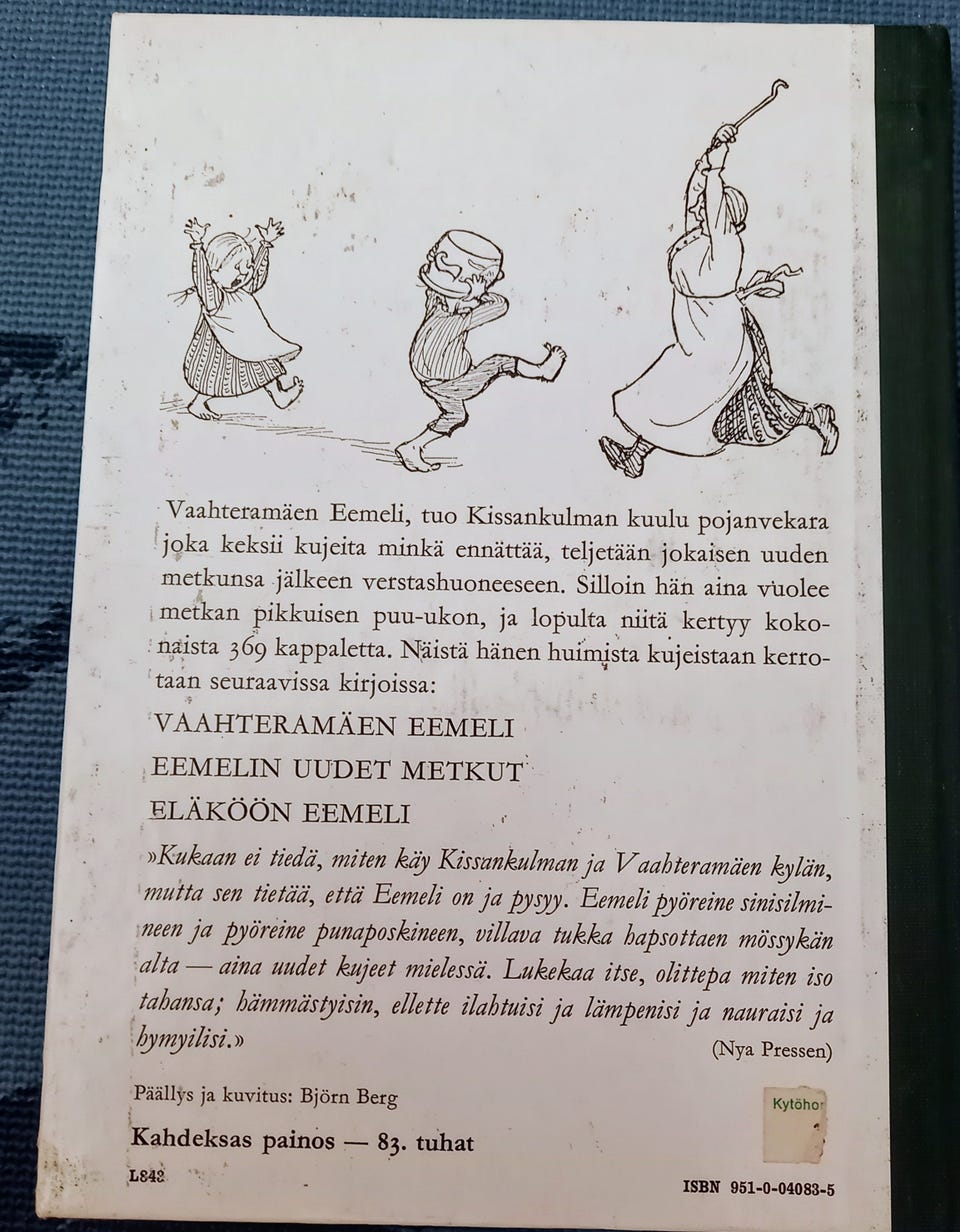 Vaahteramäen Eemeli, tuo Kissankulman kuulu pojanvekara
joka keksii kujeita minkä ennättää, teljetään jokaisen uuden
metkunsa jälkeen verstashuoneeseen. Silloin hän aina vuolee
metkan pikkuisen puu-ukon, ja lopulta niitä kertyy koko-
naista 369 kappaletta. Näistä hänen huimista kujeistaan kerro-
taan seuraavissa kirjoissa:
VAAHTERAMÄEN EEMELI
EEMELIN UUDET METKUT
ELÄKÖÖN EEMELI
»Kukaan ei tiedä, miten käy Kissankulman ja Vaahteramäen kylän,
mutta sen tietää, että Eemeli on ja pysyy. Eemeli pyöreine sinisilmi-
neen ja pyöreine punaposkineen, villava tukka hapsottaen mössykän
alta — aina uudet kujeet mielessä. Lukekaa itse, olittepa miten iso
tahansa; hämmästyisin, ellette ilahtuisi ja lämpenisi ja nauraisi ja
hymyilisi.»
(Nya Pressen)
Päällys ja kuvitus: Björn Berg
Kytöho
Kahdeksas painos — 83. tuhat
L843
ISBN 951-0-04083-5